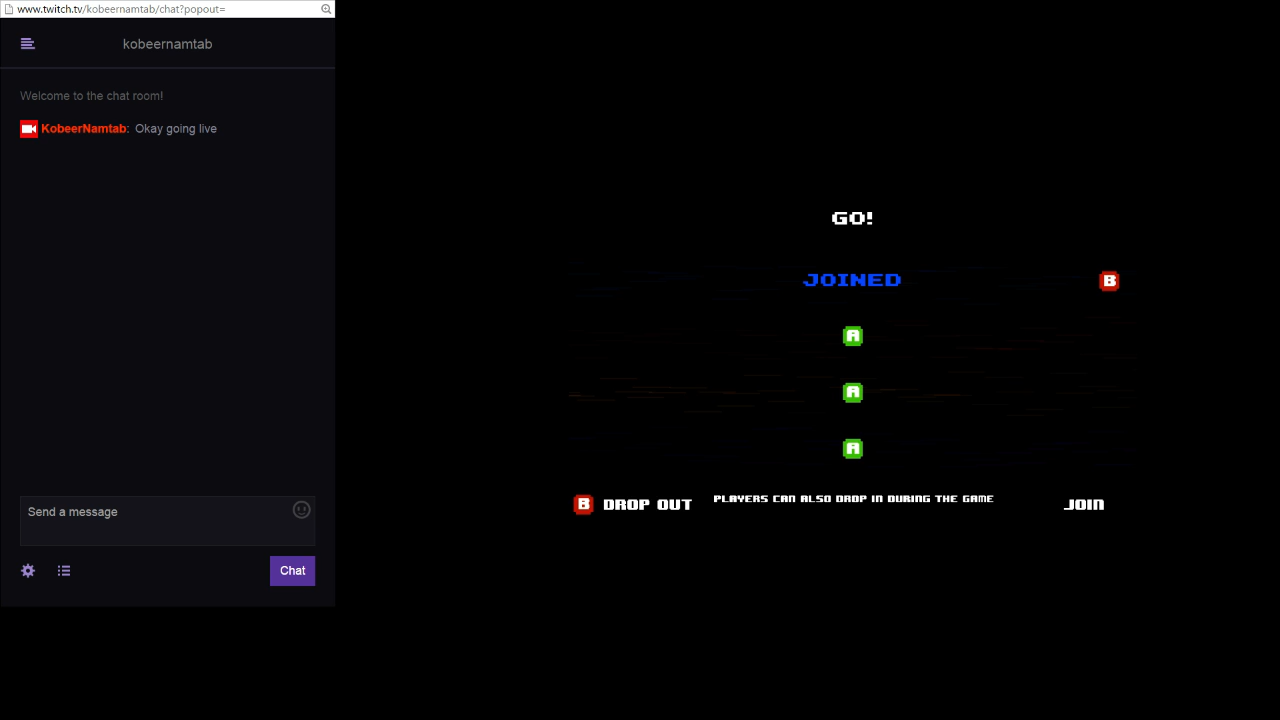 www.twitch.tv/kobeernamtab/chat?popout=
kobeernamtab
Welcome to the chat room!
KobeerNamtab: Okay going live
Send a message
Chat
GO!
JOINED B
A
A
A
B DROP OUT PLAYERS CAN ALSO DROP IN DURING THE GAME JOIN